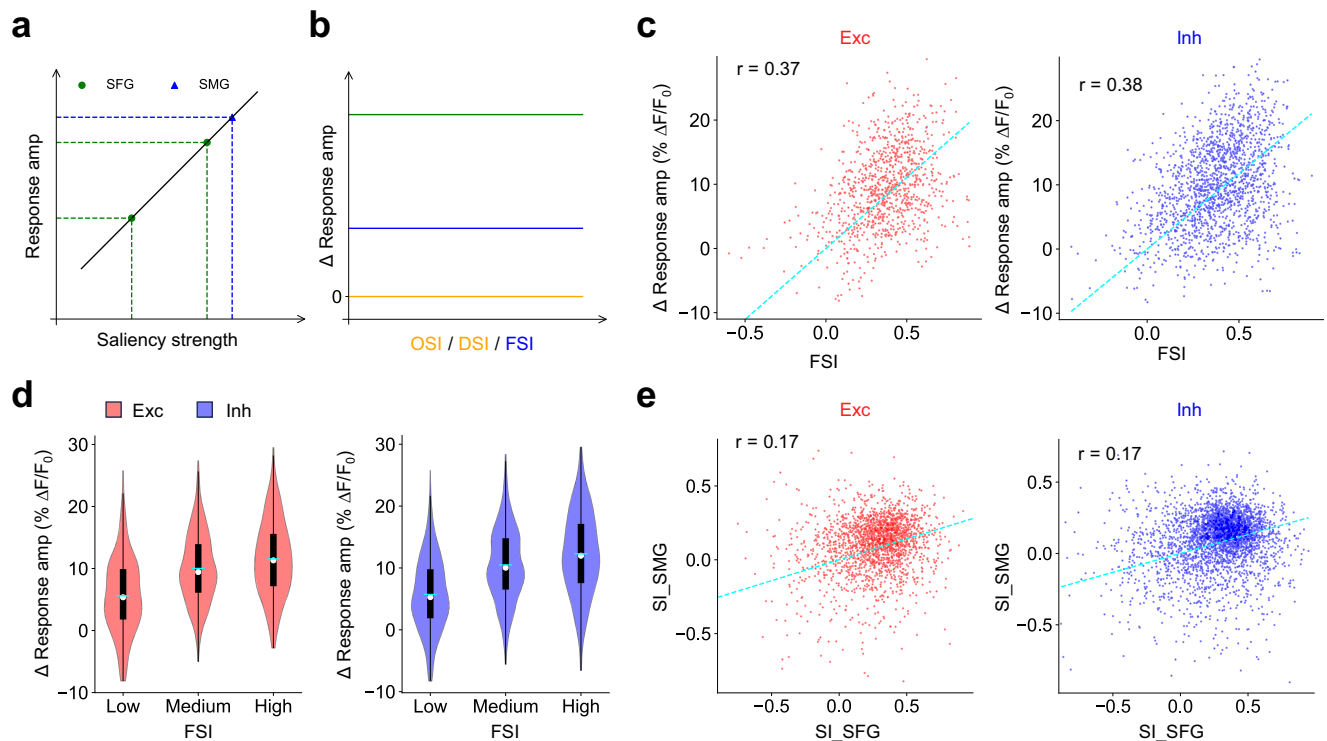 a
SFG
SMG
Response amp
Saliency strength
b
Δ Response amp
0
OSI / DSI / FSI
c
Exc
r = 0.37
Δ Response amp (% ΔF/F₀)
20
10
0
−10
−0.5
0.0
0.5
FSI
Inh
r = 0.38
Δ Response amp (% ΔF/F₀)
20
10
0
−10
0.0
0.5
FSI
d
Exc
Inh
Δ Response amp (% ΔF/F₀)
30
20
10
0
−10
Low
Medium
High
FSI
Δ Response amp (% ΔF/F₀)
30
20
10
0
−10
Low
Medium
High
FSI
e
Exc
r = 0.17
SI_SMG
0.5
0.0
−0.5
−0.5
0.0
0.5
SI_SFG
Inh
r = 0.17
SI_SMG
0.5
0.0
−0.5
−0.5
0.0
0.5
SI_SFG